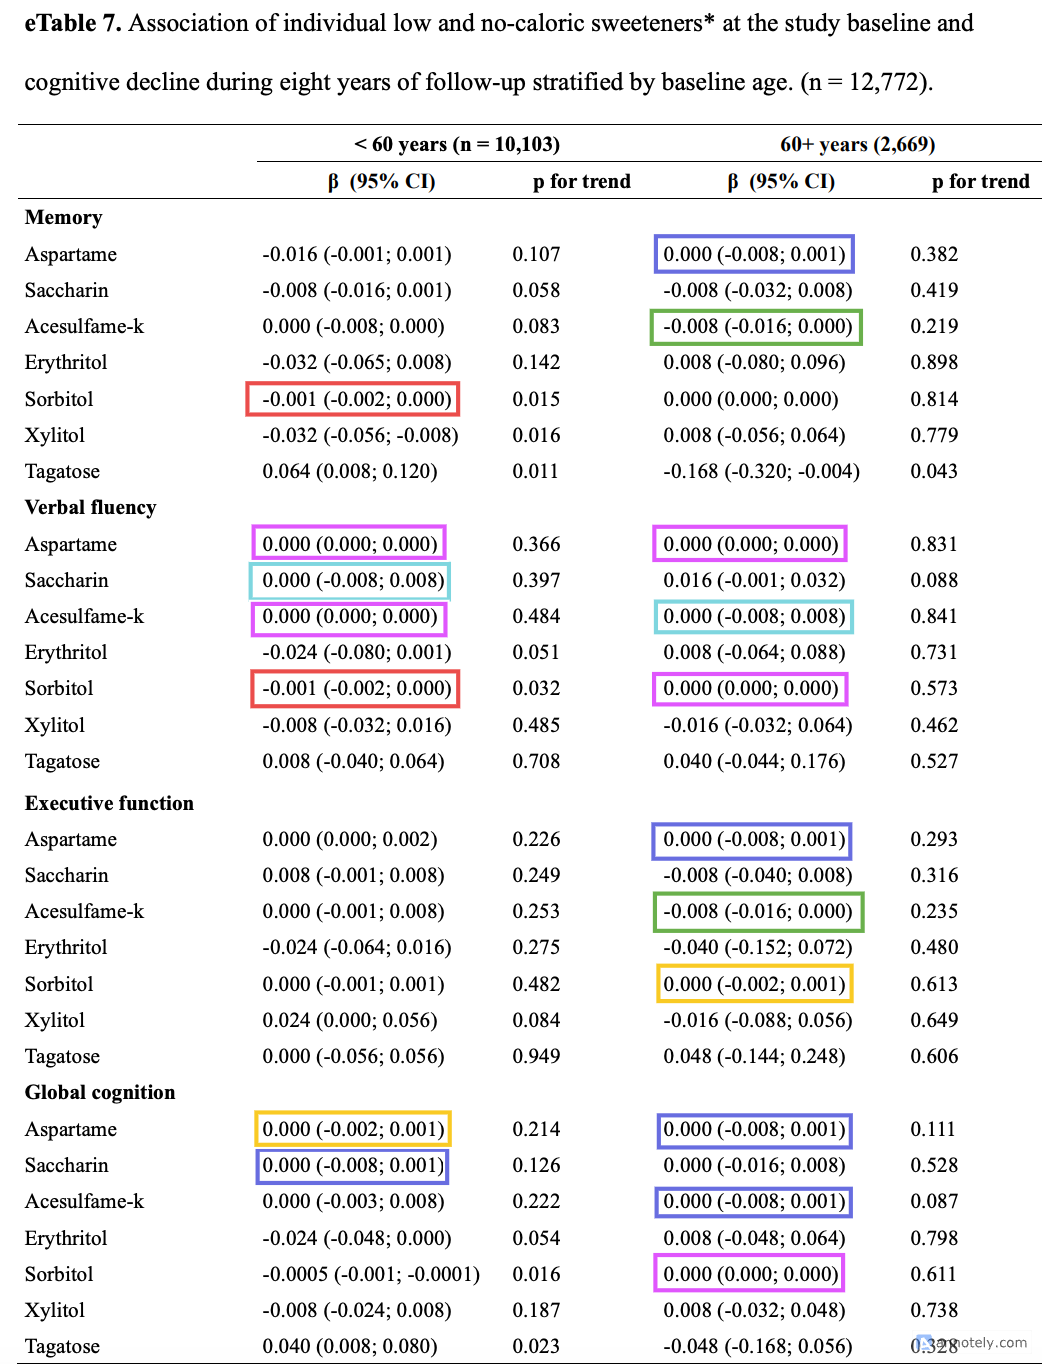 eTable 7. Association of individual low and no-caloric sweeteners* at the study baseline and
cognitive decline during eight years of follow-up stratified by baseline age. (n = 12,772).
< 60 years (n = 10,103) 60+ years (2,669)
β (95% CI) p for trend β (95% CI) p for trend
Memory
Aspartame -0.016 (-0.001; 0.001) 0.107 0.000 (-0.008; 0.001) 0.382
Saccharin -0.008 (-0.016; 0.001) 0.058 -0.008 (-0.032; 0.008) 0.419
Acesulfame-k 0.000 (-0.008; 0.000) 0.083 -0.008 (-0.016; 0.000) 0.219
Erythritol -0.032 (-0.065; 0.008) 0.142 0.008 (-0.080; 0.096) 0.898
Sorbitol -0.001 (-0.002; 0.000) 0.015 0.000 (0.000; 0.000) 0.814
Xylitol -0.032 (-0.056; -0.008) 0.016 0.008 (-0.056; 0.064) 0.779
Tagatose 0.064 (0.008; 0.120) 0.011 -0.168 (-0.320; -0.004) 0.043
Verbal fluency
Aspartame 0.000 (0.000; 0.000) 0.366 0.000 (0.000; 0.000) 0.831
Saccharin 0.000 (-0.008; 0.008) 0.397 0.016 (-0.001; 0.032) 0.088
Acesulfame-k 0.000 (0.000; 0.000) 0.484 0.000 (-0.008; 0.008) 0.841
Erythritol -0.024 (-0.080; 0.001) 0.051 0.008 (-0.064; 0.088) 0.731
Sorbitol -0.001 (-0.002; 0.000) 0.032 0.000 (0.000; 0.000) 0.573
Xylitol -0.008 (-0.032; 0.016) 0.485 -0.016 (-0.032; 0.064) 0.462
Tagatose 0.008 (-0.040; 0.064) 0.708 0.040 (-0.044; 0.176) 0.527
Executive function
Aspartame 0.000 (0.000; 0.002) 0.226 0.000 (-0.008; 0.001) 0.293
Saccharin 0.008 (-0.001; 0.008) 0.249 -0.008 (-0.040; 0.008) 0.316
Acesulfame-k 0.000 (-0.001; 0.008) 0.253 -0.008 (-0.016; 0.000) 0.235
Erythritol -0.024 (-0.064; 0.016) 0.275 -0.040 (-0.152; 0.072) 0.480
Sorbitol 0.000 (-0.001; 0.001) 0.482 0.000 (-0.002; 0.001) 0.613
Xylitol 0.024 (0.000; 0.056) 0.084 -0.016 (-0.088; 0.056) 0.649
Tagatose 0.000 (-0.056; 0.056) 0.949 0.048 (-0.144; 0.248) 0.606
Global cognition
Aspartame 0.000 (-0.002; 0.001) 0.214 0.000 (-0.008; 0.001) 0.111
Saccharin 0.000 (-0.008; 0.001) 0.126 0.000 (-0.016; 0.008) 0.528
Acesulfame-k 0.000 (-0.003; 0.008) 0.222 0.000 (-0.008; 0.001) 0.087
Erythritol -0.024 (-0.048; 0.000) 0.054 0.008 (-0.048; 0.064) 0.798
Sorbitol -0.0005 (-0.001; -0.0001) 0.016 0.000 (0.000; 0.000) 0.611
Xylitol -0.008 (-0.024; 0.008) 0.187 0.008 (-0.032; 0.048) 0.738
Tagatose 0.040 (0.008; 0.080) 0.023 -0.048 (-0.168; 0.056) 0.328
annotely.com